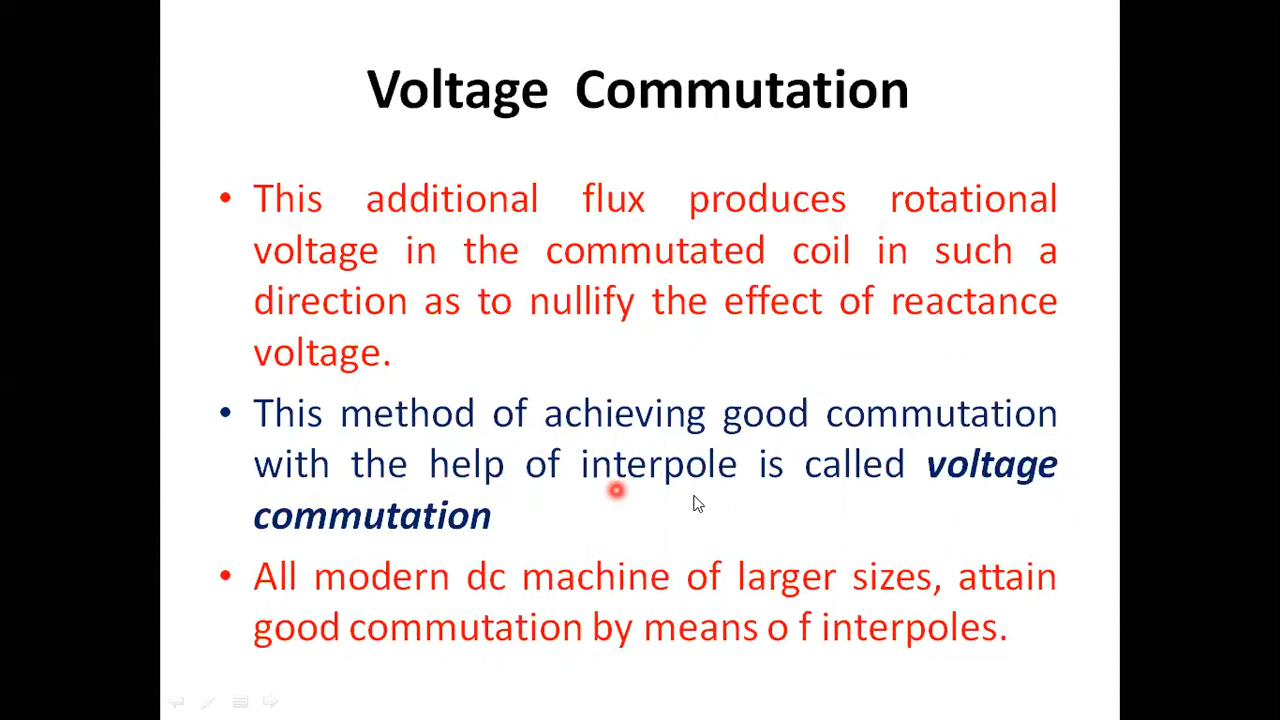 Voltage Commutation
• This additional flux produces rotational
voltage in the commutated coil in such a
direction as to nullify the effect of reactance
voltage.
• This method of achieving good commutation
with the help of interpole is called voltage
commutation
• All modern dc machine of larger sizes, attain
good commutation by means o f interpoles.